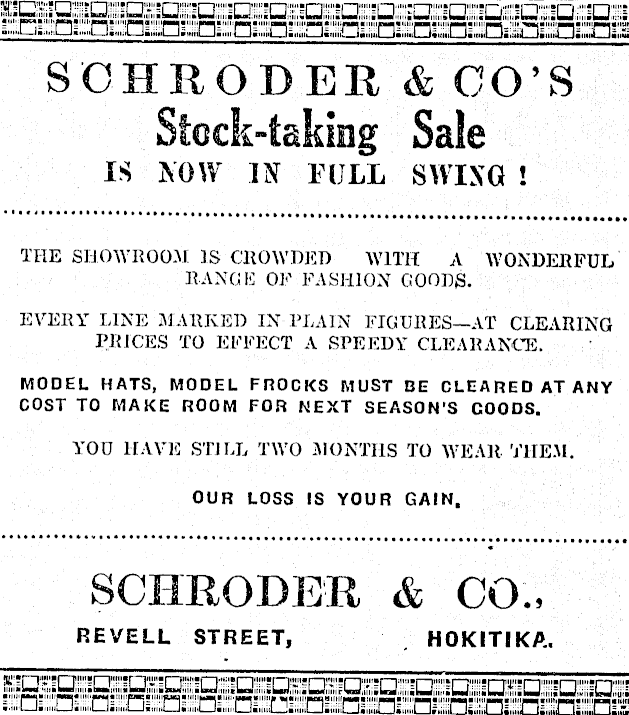 SCHRODER & CO'S
Stock-taking Sale
IS NOW IN FULL SWING!
THE SHOWROOM IS CROWDED WITH A WONDERFUL
RANGE OF FASHION GOODS.
EVERY LINE MARKED IN PLAIN FIGURES—AT CLEARING
PRICES TO EFFECT A SPEEDY CLEARANCE.
MODEL HATS, MODEL FROCKS MUST BE CLEARED AT ANY
COST TO MAKE ROOM FOR NEXT SEASON'S GOODS.
YOU HAVE STILL TWO MONTHS TO WEAR THEM.
OUR LOSS IS YOUR GAIN.
SCHRODER & CO.,
REVELL STREET, HOKITIKA.